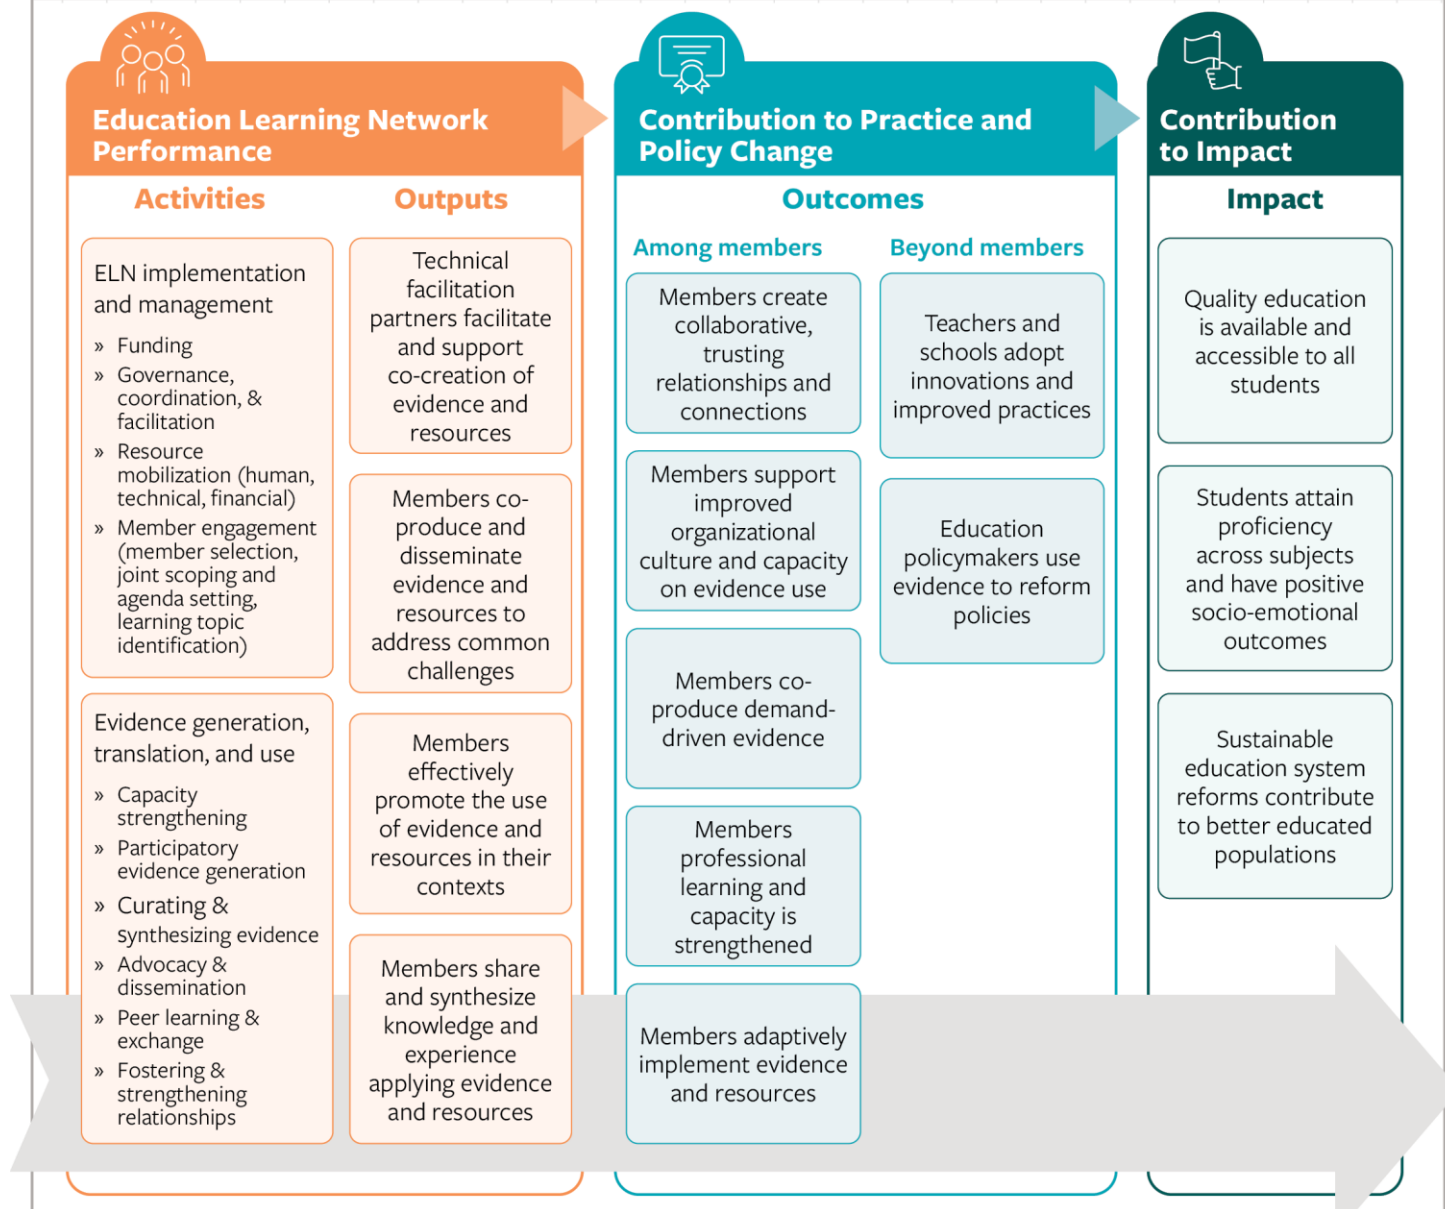 Education Learning Network
Performance
Activities
ELN implementation
and management
» Funding
» Governance,
coordination, &
facilitation
» Resource
mobilization (human,
technical, financial)
» Member engagement
(member selection,
joint scoping and
agenda setting,
learning topic
identification)
Evidence generation,
translation, and use
» Capacity
strengthening
» Participatory
evidence generation
» Curating &
synthesizing evidence
» Advocacy &
dissemination
» Peer learning &
exchange
» Fostering &
strengthening
relationships
Outputs
Technical
facilitation
partners facilitate
and support
co-creation of
evidence and
resources
Members co-
produce and
disseminate
evidence and
resources to
address common
challenges
Members
effectively
promote the use
of evidence and
resources in their
contexts
Members share
and synthesize
knowledge and
experience
applying evidence
and resources
Contribution to Practice and
Policy Change
Outcomes
Among members
Members create
collaborative,
trusting
relationships and
connections
Members support
improved
organizational
culture and capacity
on evidence use
Members co-
produce demand-
driven evidence
Members
professional
learning and
capacity is
strengthened
Members adaptively
implement evidence
and resources
Beyond members
Teachers and
schools adopt
innovations and
improved practices
Education
policymakers use
evidence to reform
policies
Contribution
to Impact
Impact
Quality education
is available and
accessible to all
students
Students attain
proficiency
across subjects
and have positive
socio-emotional
outcomes
Sustainable
education system
reforms contribute
to better educated
populations